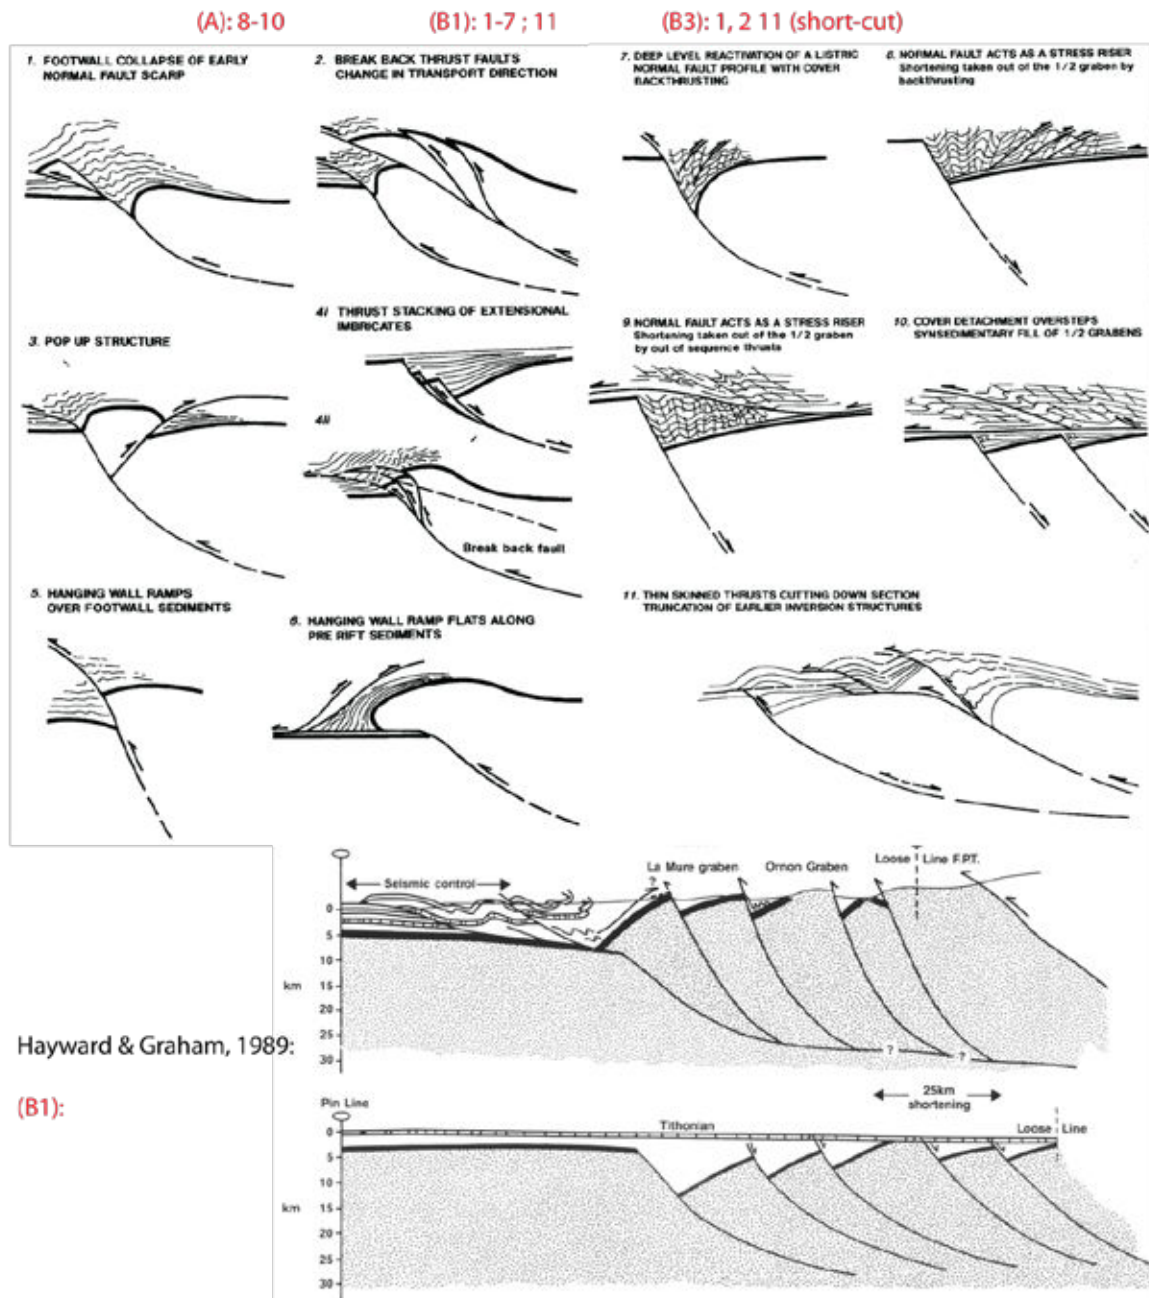 (A): 8-10
(B1): 1-7 ; 11
(B3): 1, 2 11 (short-cut)
1. FOOTWALL COLLAPSE OF EARLY
NORMAL FAULT SCARP
2. BREAK BACK THRUST FAULTS
CHANGE IN TRANSPORT DIRECTION
7. DEEP LEVEL REACTIVATION OF A LISTRIC
NORMAL FAULT PROFILE WITH COVER
BACKTHRUSTING
8. NORMAL FAULT ACTS AS A STRESS RISER
Shortening taken out of the 1/2 graben by
backthrusting
3. POP UP STRUCTURE
4i THRUST STACKING OF EXTENSIONAL
IMBRICATES
4ii
Break back fault
9. NORMAL FAULT ACTS AS A STRESS RISER
Shortening taken out of the 1/2 graben
by out of sequence thrusts
10. COVER DETACHMENT OVERSTEPS
SYNSEDIMENTARY FILL OF 1/2 GRABENS
5. HANGING WALL RAMPS
OVER FOOTWALL SEDIMENTS
6. HANGING WALL RAMP FLATS ALONG
PRE RIFT SEDIMENTS
11. THIN SKINNED THRUSTS CUTTING DOWN SECTION
TRUNCATION OF EARLIER INVERSION STRUCTURES
La Mure graben
Ornon Graben
Loose Line F.P.T.
Seismic control
?
0
5
10
km 15
20
25
30
? ?
Hayward & Graham, 1989:
(B1):
25km
shortening
Pin Line
Tithonian
Loose Line
0
5
10
km 15
20
25
30